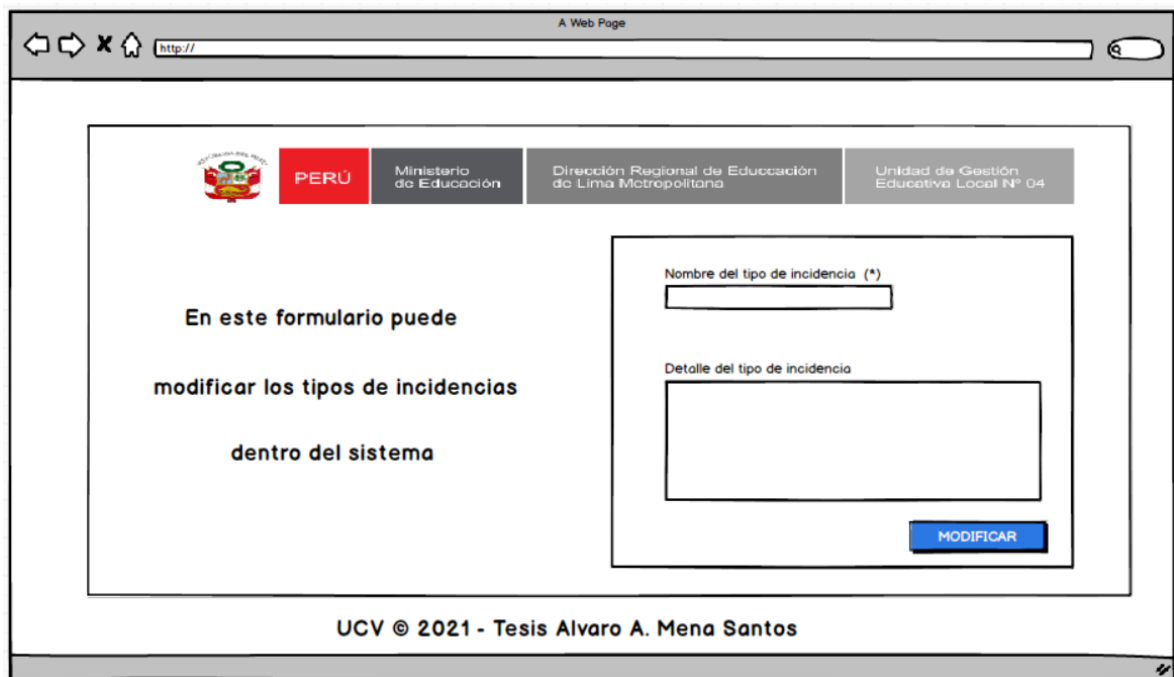 A Web Page
http://
PERÚ
Ministerio
de Educación
Dirección Regional de Educcación
de Lima Metropolitana
Unidad de Gestión
Educativa Local Nº 04
Nombre del tipo de incidencia (*)
En este formulario puede
modificar los tipos de incidencias
dentro del sistema
Detalle del tipo de incidencia
MODIFICAR
UCV © 2021 - Tesis Alvaro A. Mena Santos